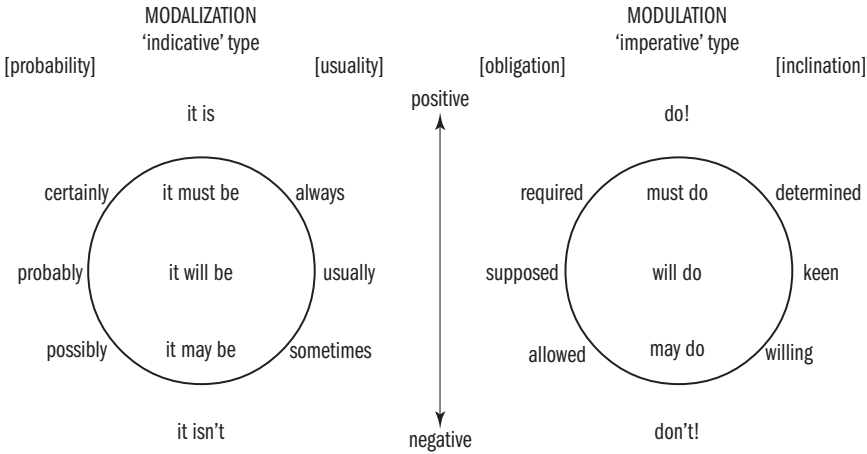 MODALIZATION
‘indicative’ type
MODULATION
‘imperative’ type
[probability]
[usuality]
[obligation]
[inclination]
positive
it is
do!
certainly
it must be
always
required
must do
determined
probably
it will be
usually
supposed
will do
keen
possibly
it may be
sometimes
allowed
may do
willing
it isn’t
negative
don’t!